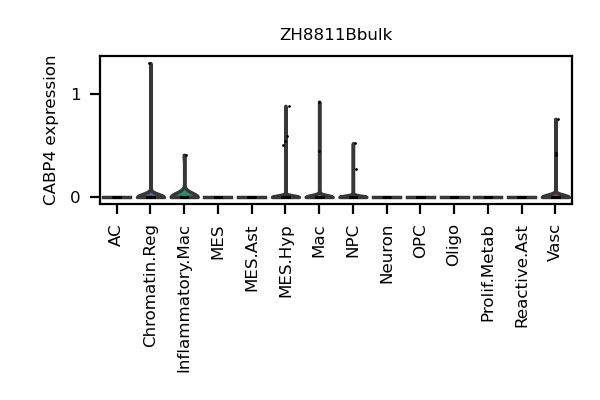 ZH8811Bbulk
CABP4 expression
1
0
AC
Chromatin.Reg
Inflammatory.Mac
MES
MES.Ast
MES.Hyp
Mac
NPC
Neuron
OPC
Oligo
Prolif.Metab
Reactive.Ast
Vasc